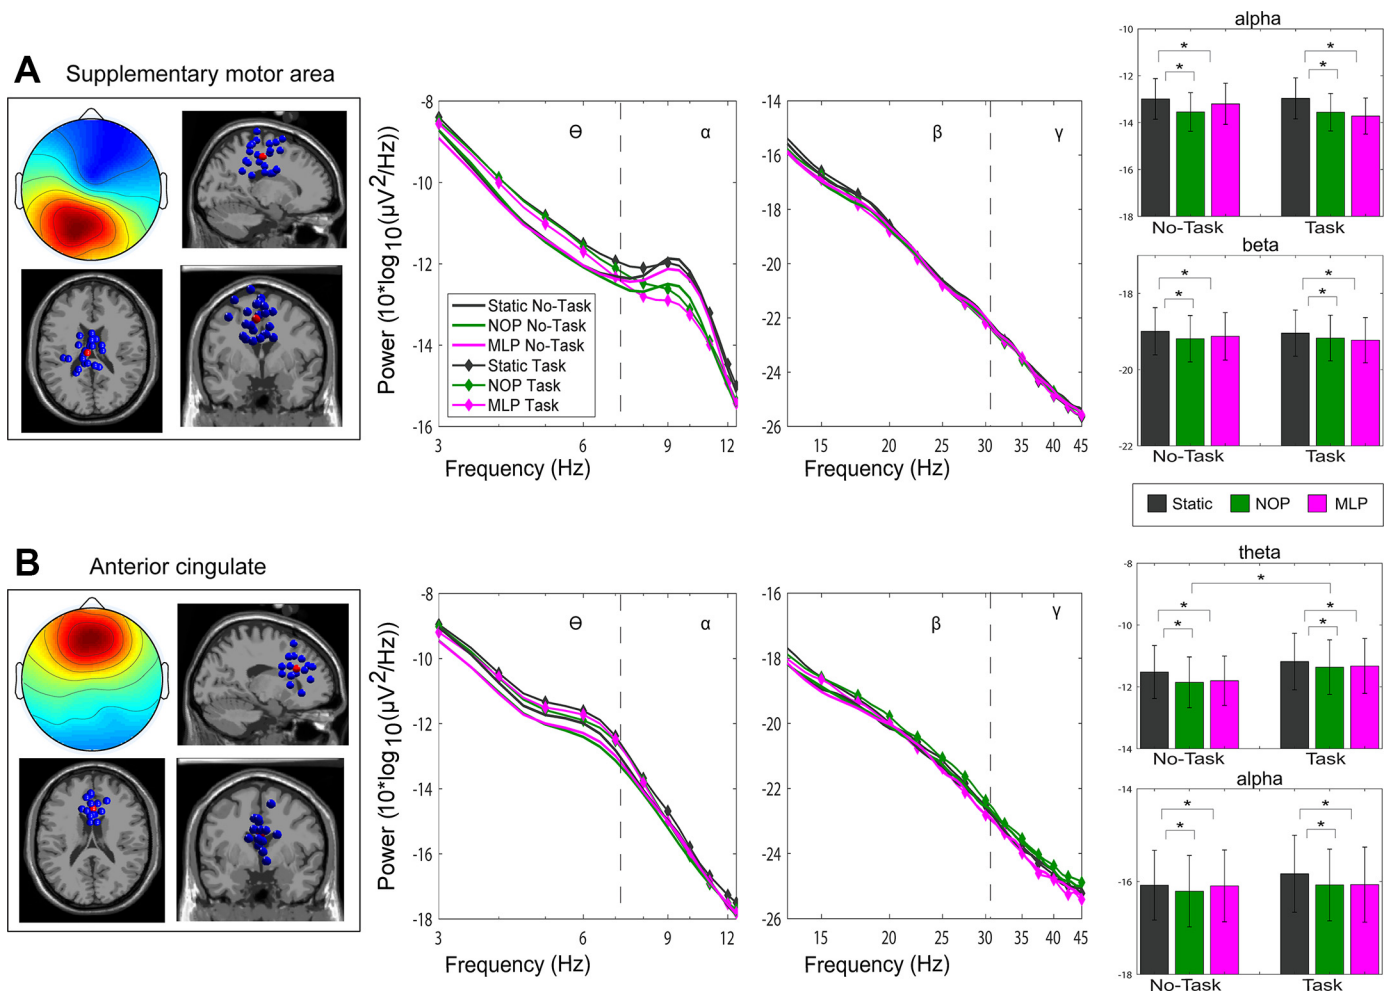 A
Supplementary motor area
Power (10*log10(μV2/Hz))
-8
-10
-12
-14
-16
3
6
9
12
Θ
α
Static No-Task
NOP No-Task
MLP No-Task
Static Task
NOP Task
MLP Task
Frequency (Hz)
-14
-16
-18
-20
-22
-24
-26
15
20
25
30
35
40
45
β
γ
Frequency (Hz)
alpha
-10
-12
-14
-16
-18
*
*
*
*
No-Task
Task
beta
-18
-20
-22
*
*
*
*
No-Task
Task
Static
NOP
MLP
B
Anterior cingulate
Power (10*log10(μV2/Hz))
-8
-10
-12
-14
-16
-18
3
6
9
12
Θ
α
Frequency (Hz)
-16
-18
-20
-22
-24
-26
15
20
25
30
35
40
45
β
γ
Frequency (Hz)
theta
-8
-10
-12
-14
*
*
*
*
*
No-Task
Task
alpha
-14
-16
-18
*
*
*
*
No-Task
Task